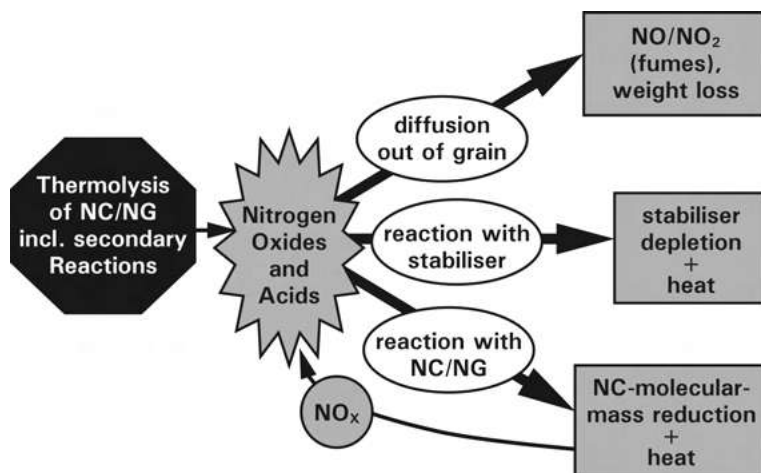 Thermolysis
of NC/NG
incl. secondary
Reactions
Nitrogen
Oxides
and
Acids
diffusion
out of grain
NO/NO₂
(fumes),
weight loss
reaction with
stabiliser
stabiliser
depletion
+
heat
reaction with
NC/NG
NC-molecular-
mass reduction
+
heat
NOₓ